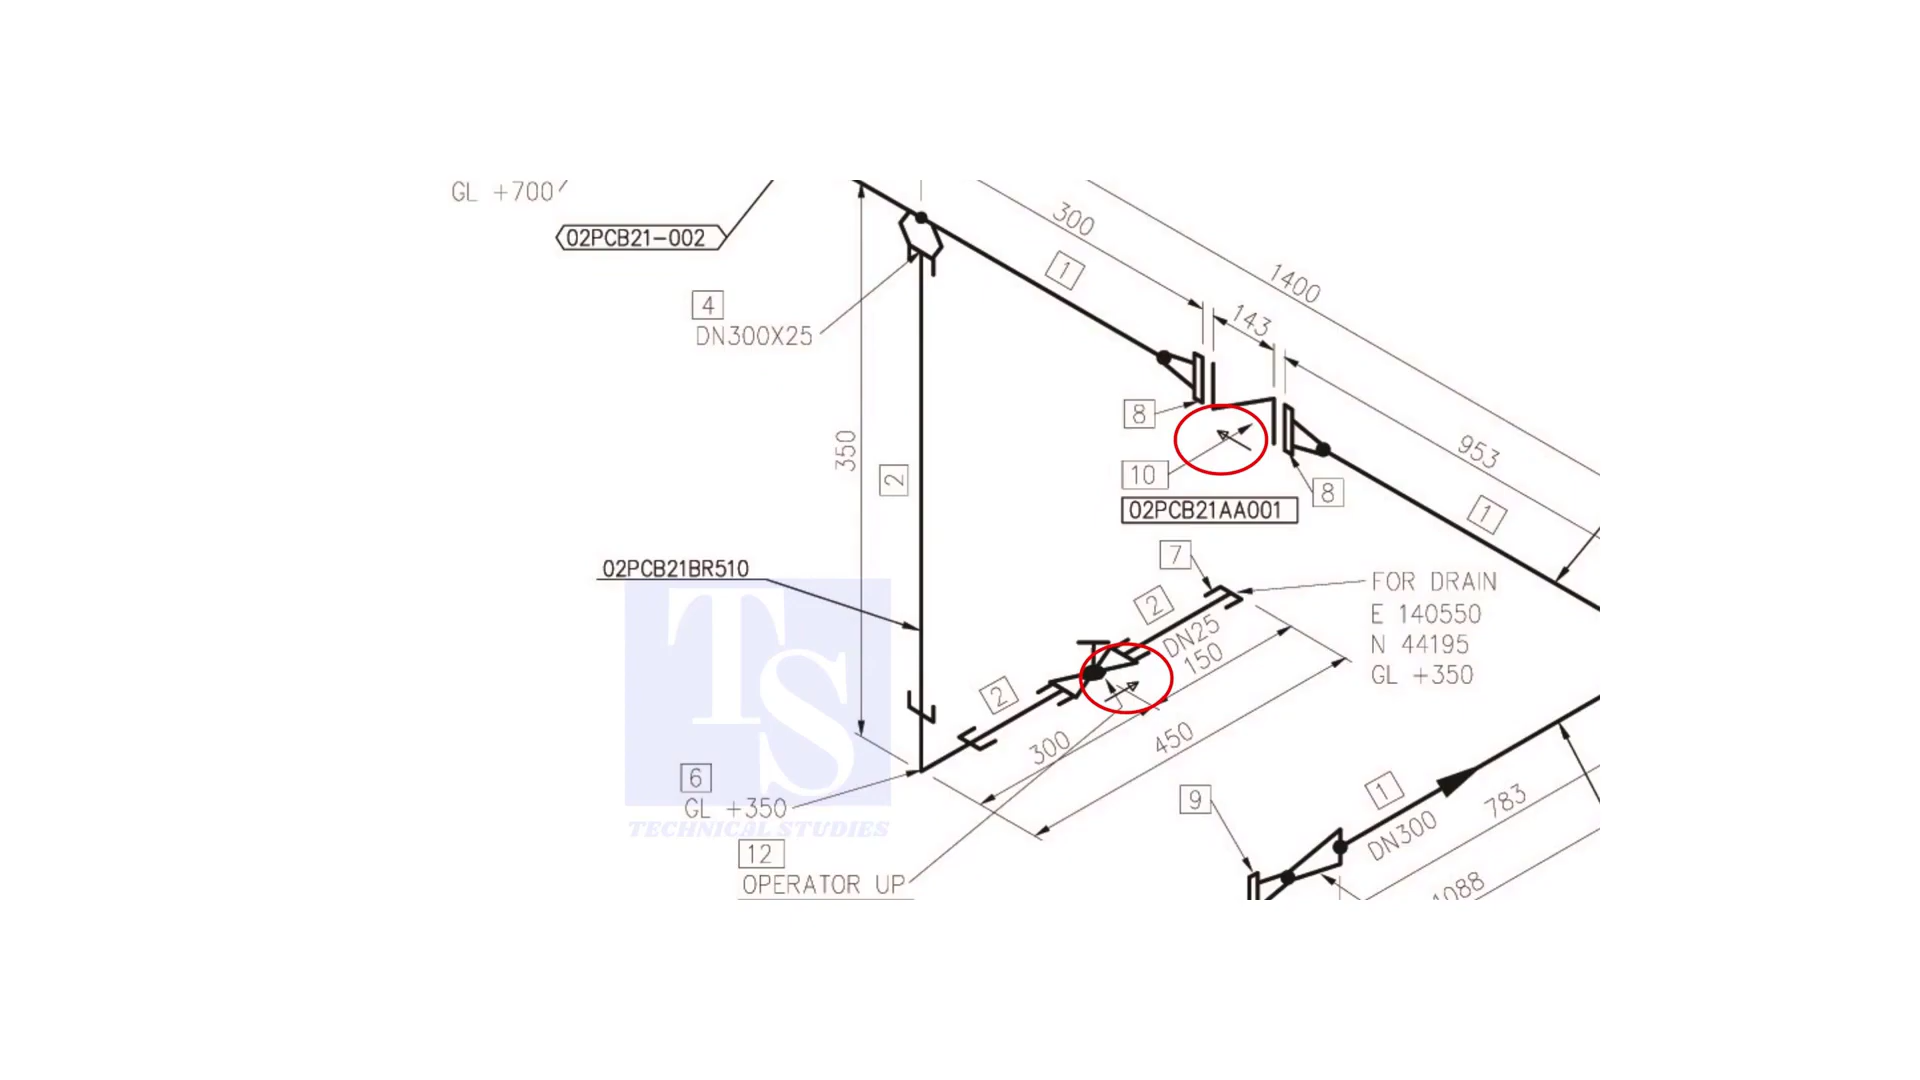 GL +700
02PCB21-002
300
1
1400
143
4
DN300X25
8
350
2
953
10
8
1
02PCB21AA001
7
02PCB21BR510
FOR DRAIN
E 140550
N 44195
GL +350
2
DN25
150
TS
2
300
450
6
GL +350
TECHNICAL STUDIES
12
OPERATOR UP
9
1
DN300
783
1088